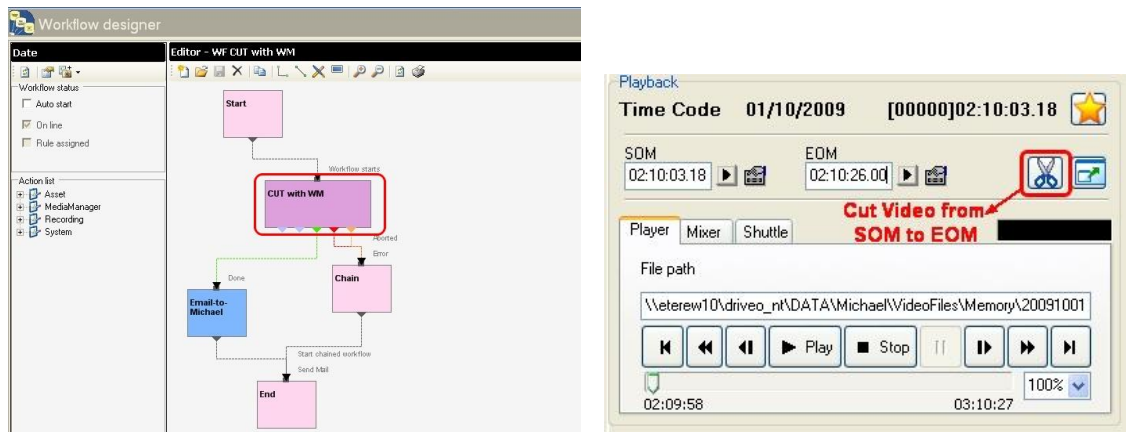 Workflow designer
Date
Workflow status
Auto start
On line
Rule assigned
Action list
Asset
MediaManager
Recording
System
Editor - WF CUT with WM
Start
Workflow starts
CUT with WM
Aborted
Error
Done
Chain
Email-to-
Michael
Start chained workflow
Send Mail
End
Playback
Time Code 01/10/2009 [00000]02:10:03.18
SOM EOM
02:10:03.18 02:10:26.00
Cut Video from
SOM to EOM
Player Mixer Shuttle
File path
\\eterew10\driveo_nt\DATA\Michael\VideoFiles\Memory\20091001
Play Stop
100%
02:09:58 03:10:27